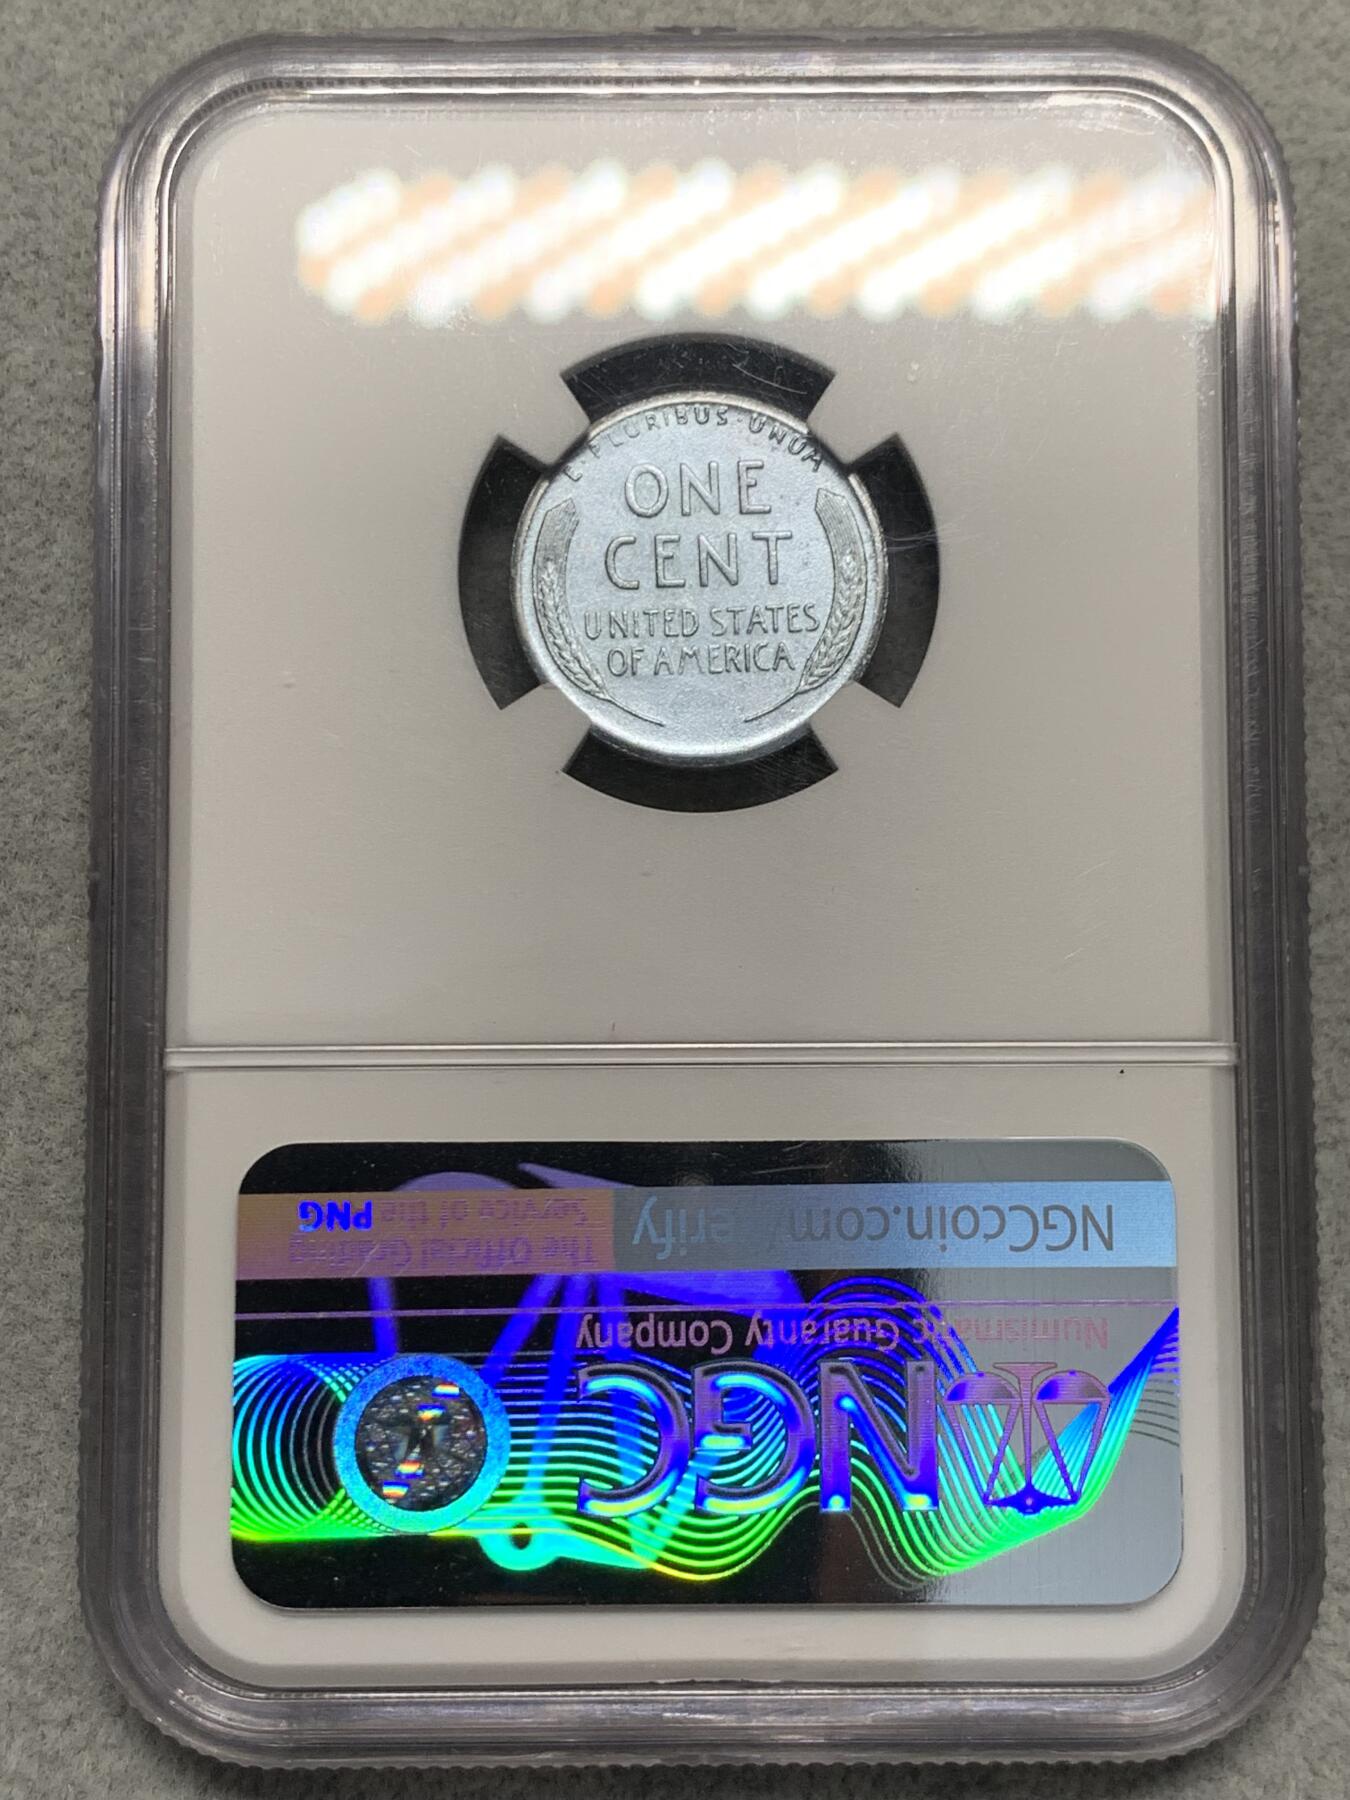 E·PLURIBUS·UNUM
ONE
CENT
UNITED STATES
OF AMERICA
NGCcoin.com/verify
The Official Grading
Service of the PNG
Numismatic Guaranty Company
NGC